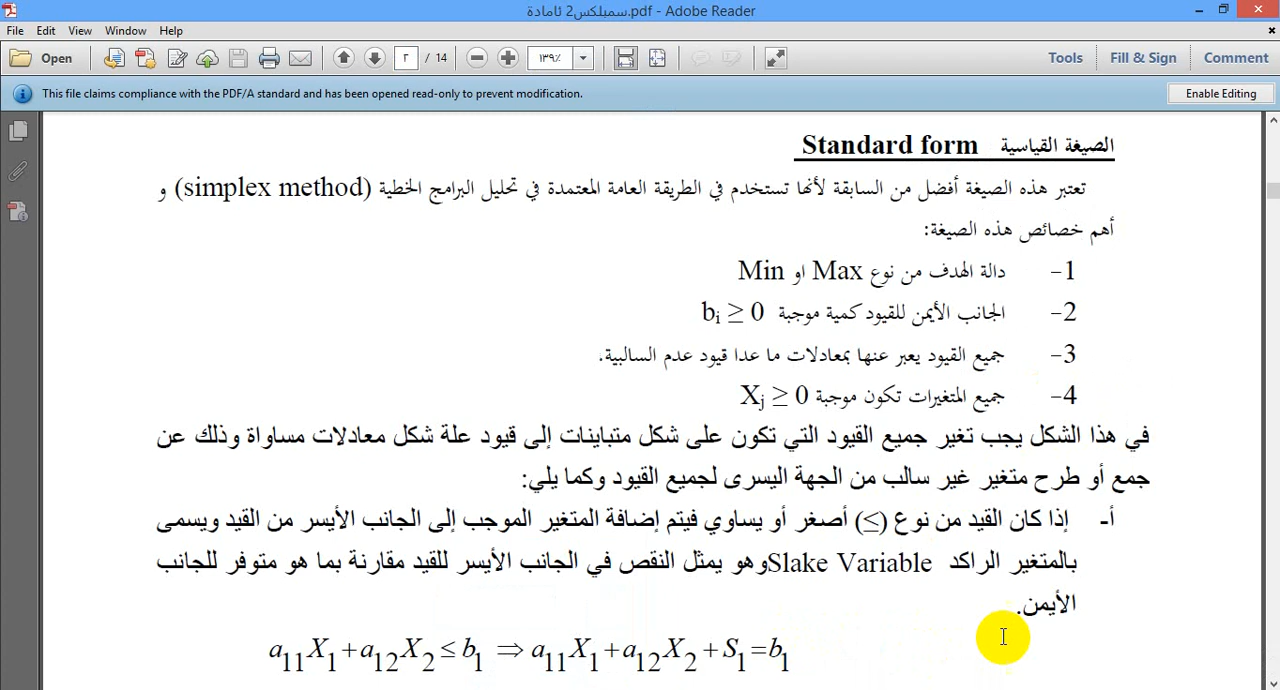 سمبلكس2 ئامادة.pdf - Adobe Reader
File Edit View Window Help
Open ٣ / 14 ١٣٩٪ Tools Fill & Sign Comment
This file claims compliance with the PDF/A standard and has been opened read-only to prevent modification. Enable Editing
الصيغة القياسية Standard form
تعتبر هذه الصيغة أفضل من السابقة لأنها تستخدم في الطريقة العامة المعتمدة في تحليل البرامج الخطية (simplex method) و
أهم خصائص هذه الصيغة:
1- دالة الهدف من نوع Max او Min
2- الجانب الأيمن للقيود كمية موجبة bi ≥ 0
3- جميع القيود يعبر عنها بمعادلات ما عدا قيود عدم السالبية.
4- جميع المتغيرات تكون موجبة Xj ≥ 0
في هذا الشكل يجب تغير جميع القيود التي تكون على شكل متباينات إلى قيود علة شكل معادلات مساواة وذلك عن
جمع أو طرح متغير غير سالب من الجهة اليسرى لجميع القيود وكما يلي:
أ- إذا كان القيد من نوع (≤) أصغر أو يساوي فيتم إضافة المتغير الموجب إلى الجانب الأيسر من القيد ويسمى
بالمتغير الراكد Slake Variable وهو يمثل النقص في الجانب الأيسر للقيد مقارنة بما هو متوفر للجانب
الأيمن.
a11X1+a12X2≤b1 ⇒ a11X1+a12X2+S1=b1